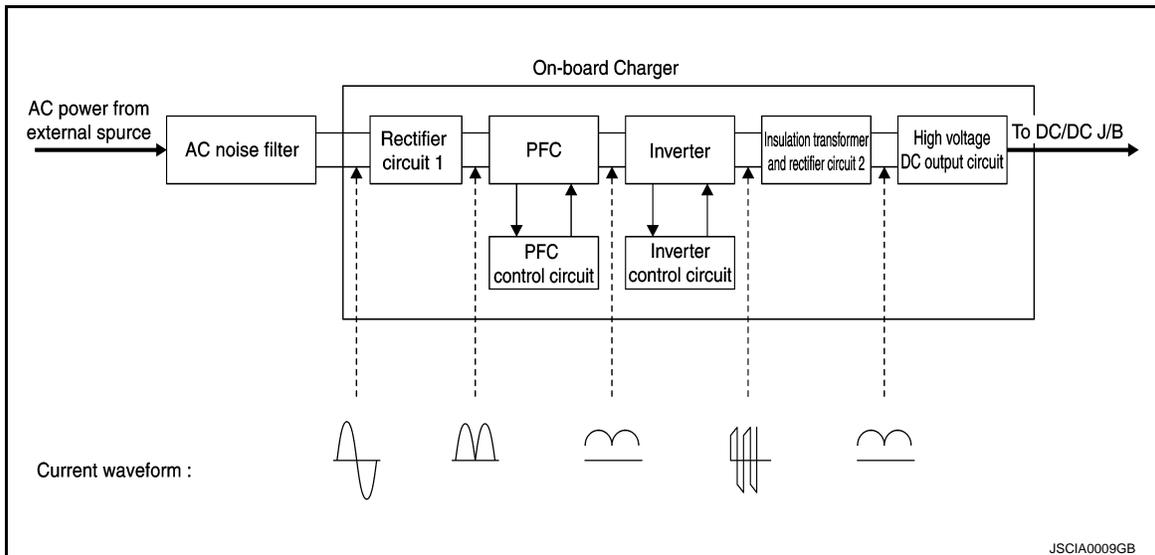 On-board Charger
AC power from
external spurce
AC noise filter
Rectifier
circuit 1
PFC
Inverter
Insulation transformer
and rectifier circuit 2
High voltage
DC output circuit
To DC/DC J/B
PFC
control circuit
Inverter
control circuit
Current waveform :
JSCIA0009GB